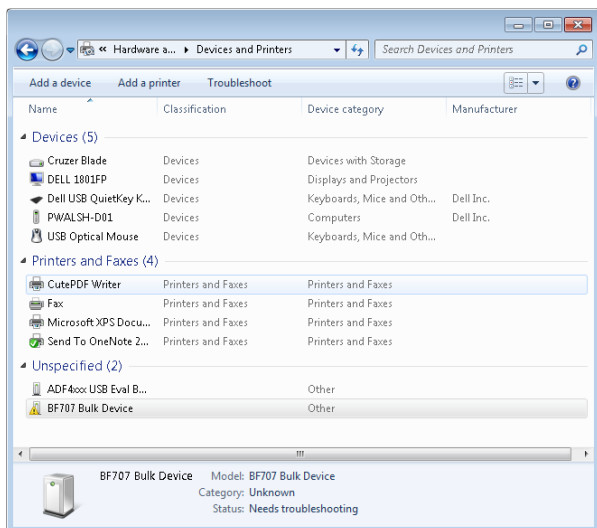 « Hardware a... ▸ Devices and Printers Search Devices and Printers
Add a device Add a printer Troubleshoot
Name Classification Device category Manufacturer
Devices (5)
Cruzer Blade Devices Devices with Storage
DELL 1801FP Devices Displays and Projectors
Dell USB QuietKey K... Devices Keyboards, Mice and Oth... Dell Inc.
PWALSH-D01 Devices Computers Dell Inc.
USB Optical Mouse Devices Keyboards, Mice and Oth...
Printers and Faxes (4)
CutePDF Writer Printers and Faxes Printers and Faxes
Fax Printers and Faxes Printers and Faxes
Microsoft XPS Docu... Printers and Faxes Printers and Faxes
Send To OneNote 2... Printers and Faxes Printers and Faxes
Unspecified (2)
ADF4xxx USB Eval B... Other
BF707 Bulk Device Other
BF707 Bulk Device Model: BF707 Bulk Device
Category: Unknown
Status: Needs troubleshooting